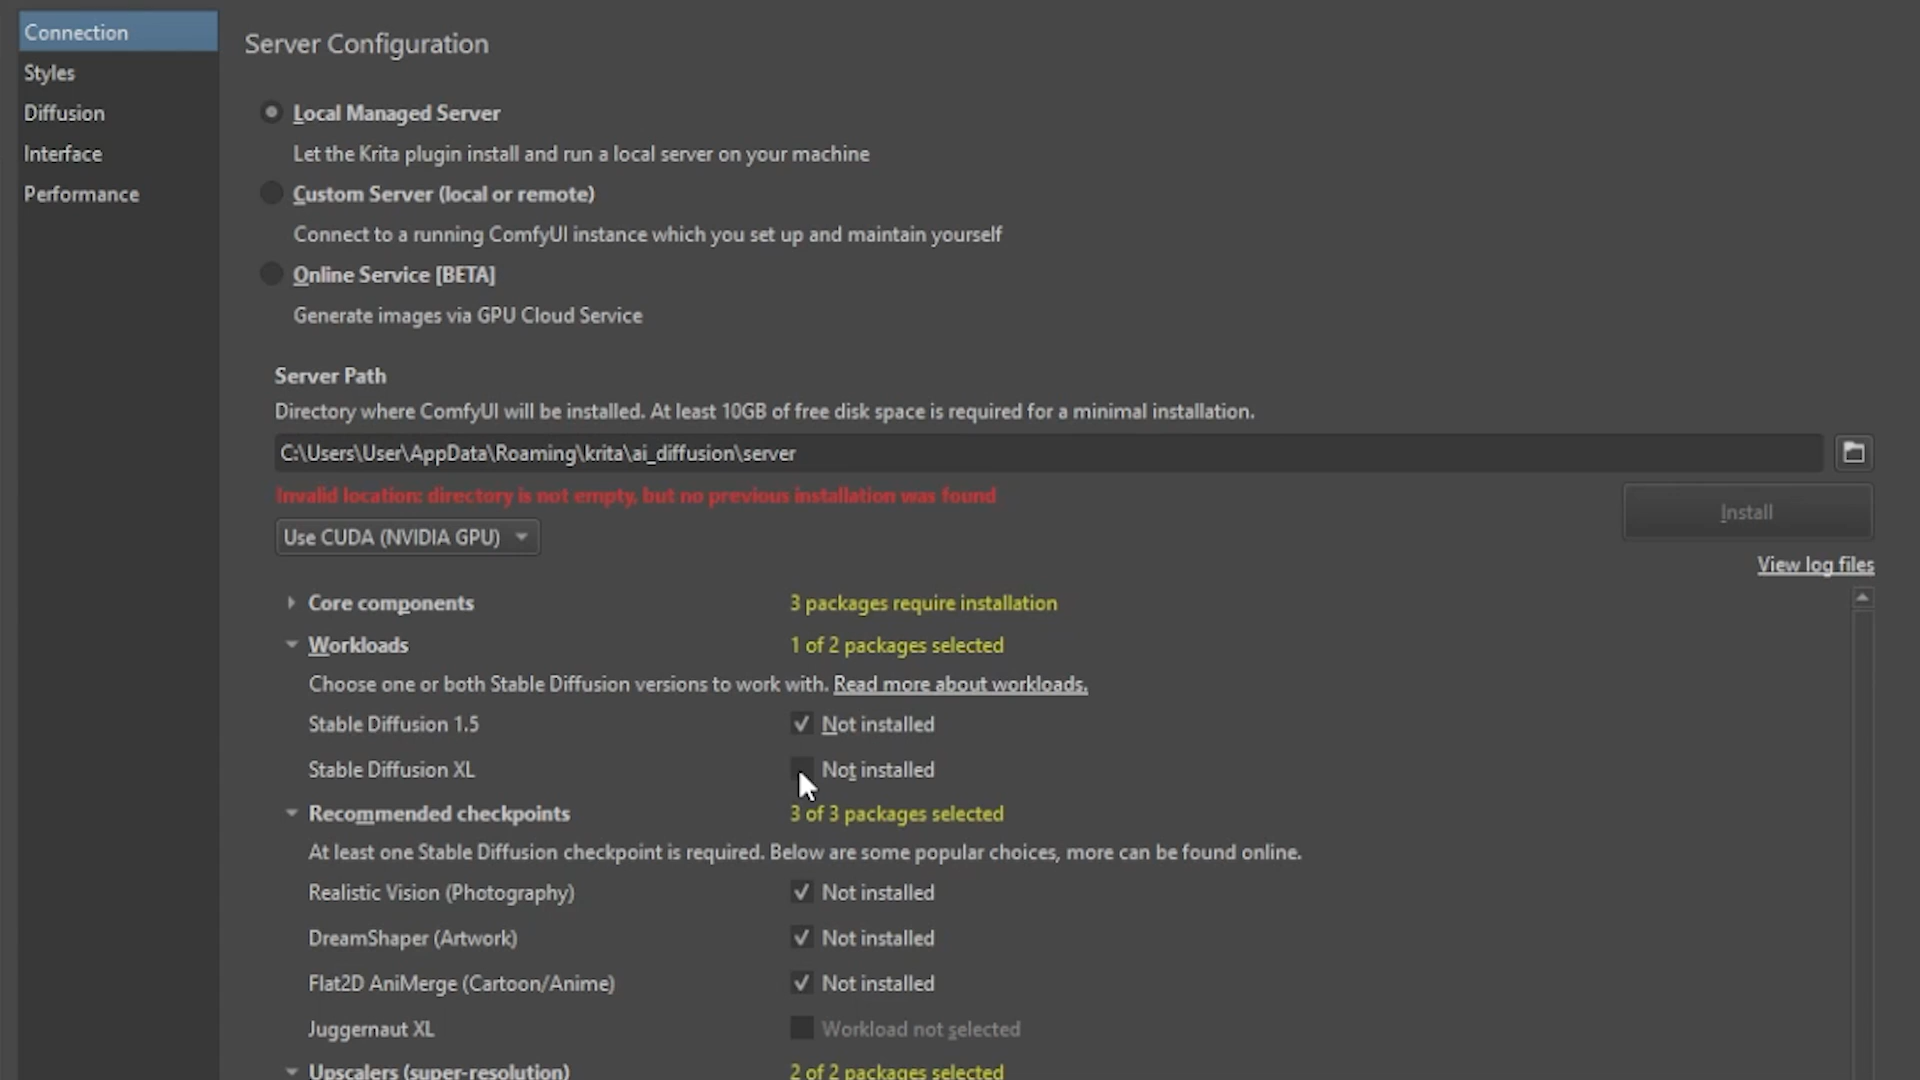 Connection
Styles
Diffusion
Interface
Performance
Server Configuration
Local Managed Server
Let the Krita plugin install and run a local server on your machine
Custom Server (local or remote)
Connect to a running ComfyUI instance which you set up and maintain yourself
Online Service [BETA]
Generate images via GPU Cloud Service
Server Path
Directory where ComfyUI will be installed. At least 10GB of free disk space is required for a minimal installation.
C:\Users\User\AppData\Roaming\krita\ai_diffusion\server
Invalid location: directory is not empty, but no previous installation was found
Install
Use CUDA (NVIDIA GPU)
View log files
Core components 3 packages require installation
Workloads 1 of 2 packages selected
Choose one or both Stable Diffusion versions to work with. Read more about workloads.
Stable Diffusion 1.5 Not installed
Stable Diffusion XL Not installed
Recommended checkpoints 3 of 3 packages selected
At least one Stable Diffusion checkpoint is required. Below are some popular choices, more can be found online.
Realistic Vision (Photography) Not installed
DreamShaper (Artwork) Not installed
Flat2D AniMerge (Cartoon/Anime) Not installed
Juggernaut XL Workload not selected
Upscalers (super-resolution) 2 of 2 packages selected